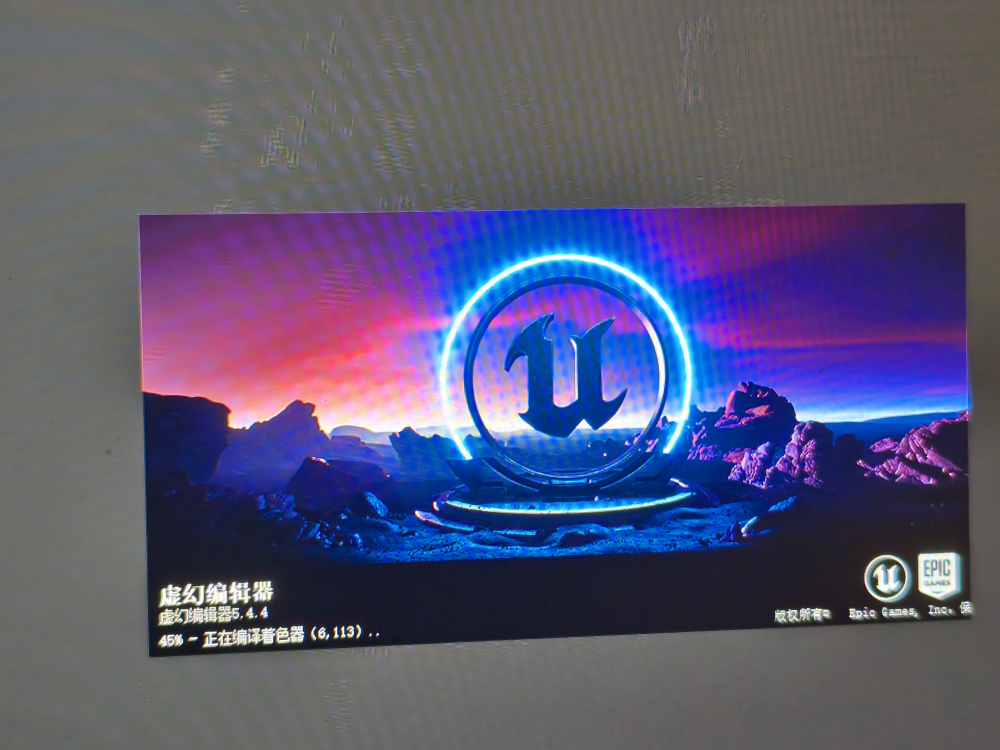 虚幻编辑器
虚幻编辑器5.4.4
45% - 正在编译着色器 (6,113) ..
EPIC
GAMES
版权所有© Epic Games, Inc. 保